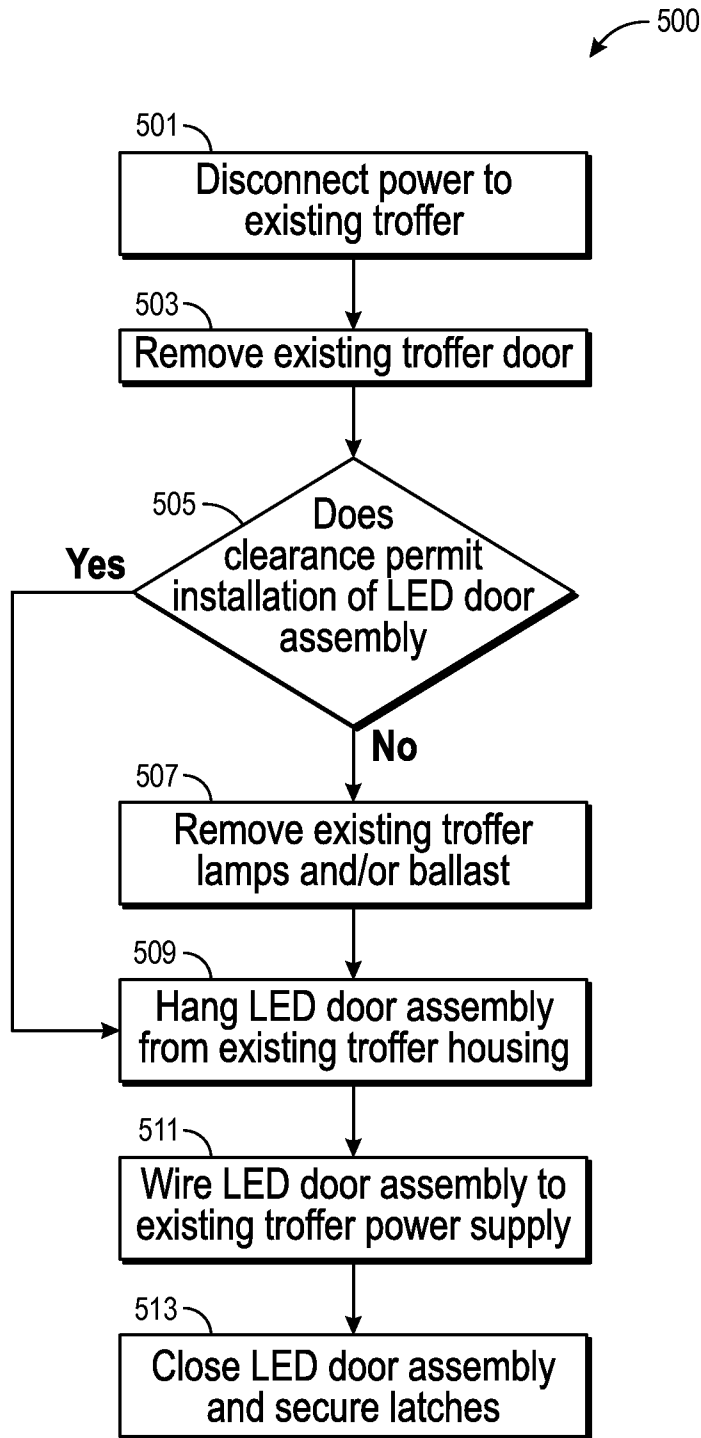 500
501
Disconnect power to
existing troffer
503
Remove existing troffer door
505
Does
clearance permit
installation of LED door
assembly
Yes
No
507
Remove existing troffer
lamps and/or ballast
509
Hang LED door assembly
from existing troffer housing
511
Wire LED door assembly to
existing troffer power supply
513
Close LED door assembly
and secure latches